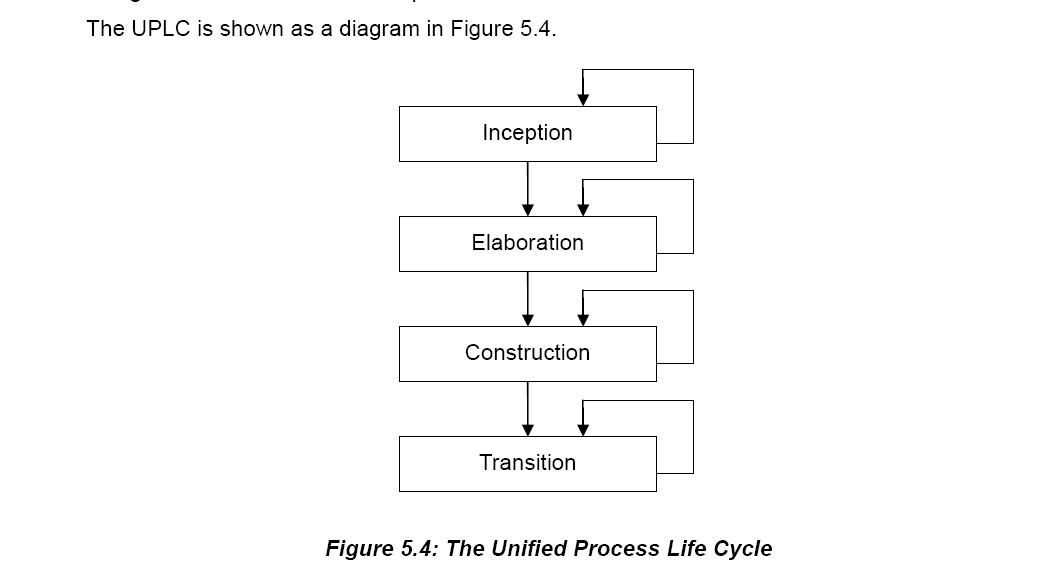 The UPLC is shown as a diagram in Figure 5.4.
Inception
Elaboration
Construction
Transition
Figure 5.4: The Unified Process Life Cycle